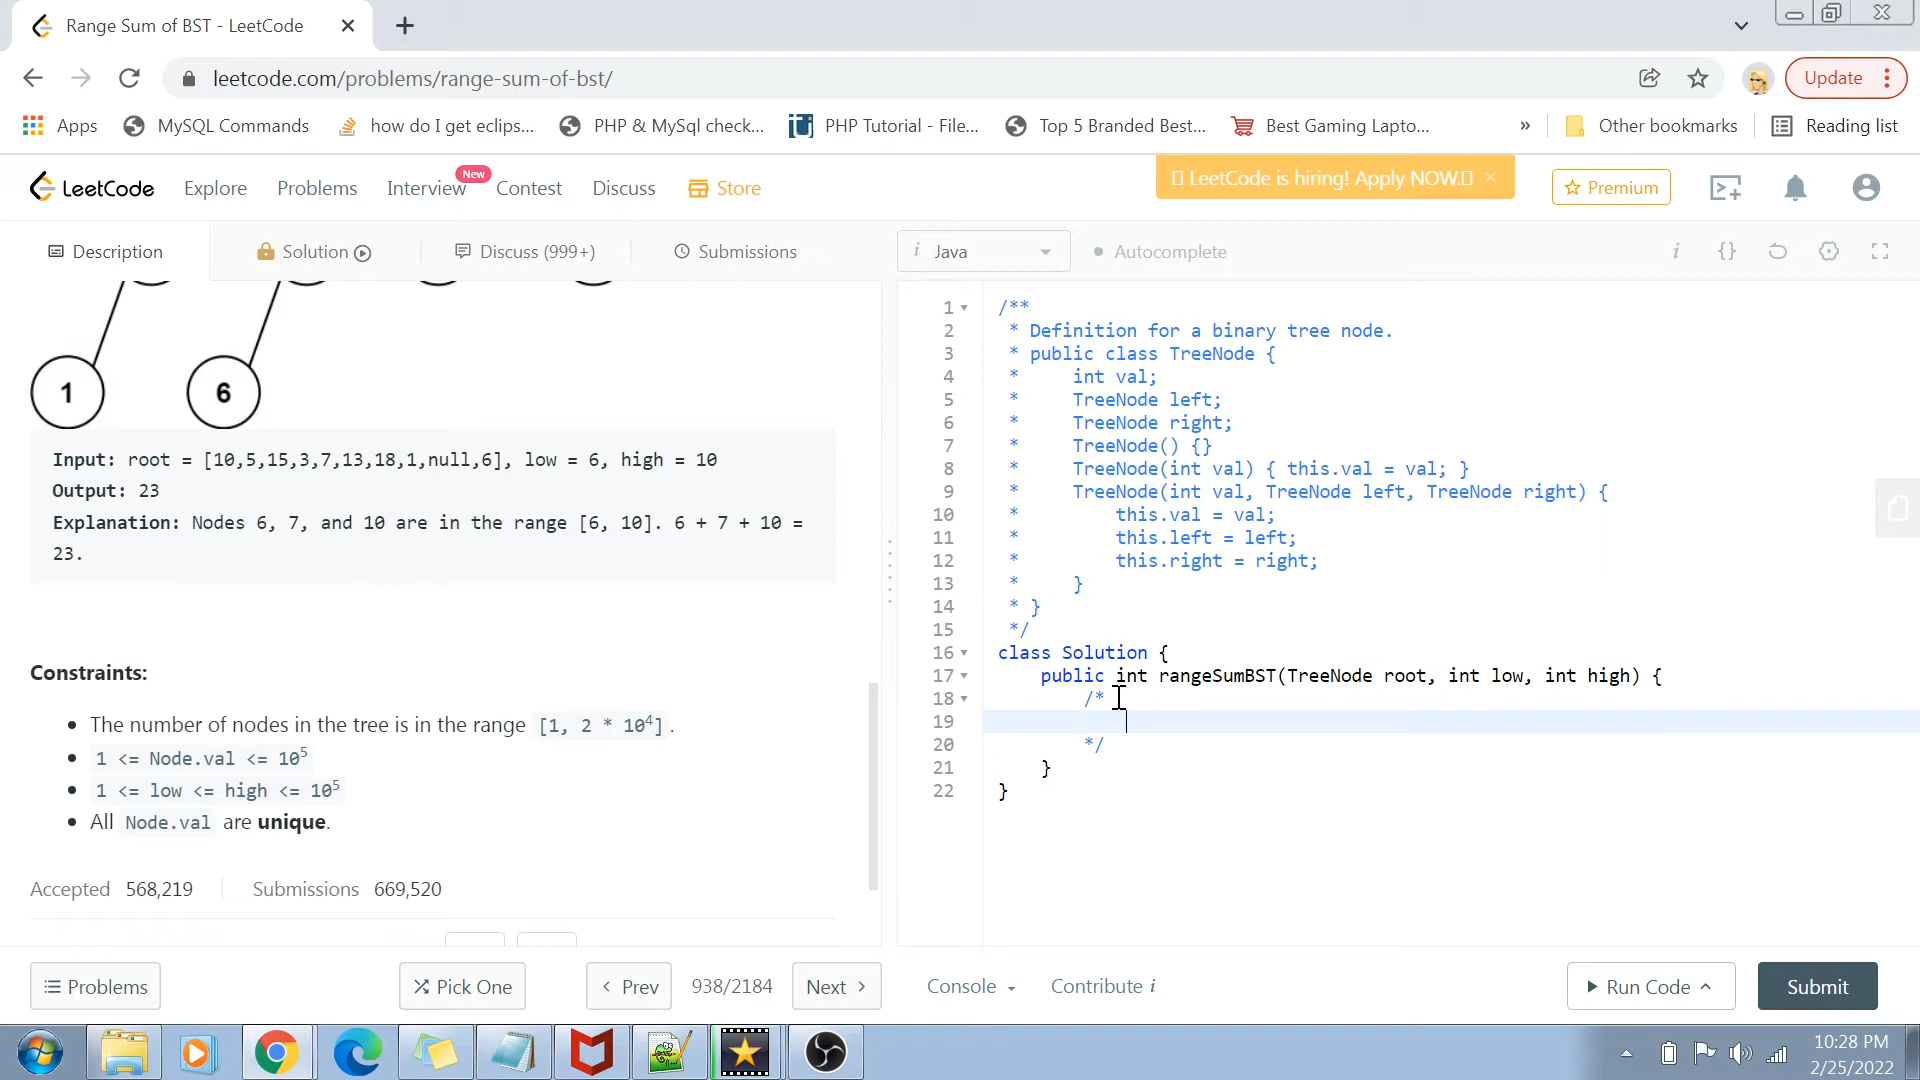 Range Sum of BST - LeetCode
leetcode.com/problems/range-sum-of-bst/
Update
Apps
MySQL Commands
how do I get eclips...
PHP & MySql check...
PHP Tutorial - File...
Top 5 Branded Best...
Best Gaming Lapto...
»
Other bookmarks
Reading list
LeetCode
Explore
Problems
Interview
New
Contest
Discuss
Store
LeetCode is hiring! Apply NOW.
Premium
Description
Solution
Discuss (999+)
Submissions
i Java
Autocomplete
i {}
1
6
Input: root = [10,5,15,3,7,13,18,1,null,6], low = 6, high = 10
Output: 23
Explanation: Nodes 6, 7, and 10 are in the range [6, 10]. 6 + 7 + 10 =
23.
Constraints:
The number of nodes in the tree is in the range [1, 2 * 10⁴].
1 <= Node.val <= 10⁵
1 <= low <= high <= 10⁵
All Node.val are unique.
Accepted 568,219
Submissions 669,520
1 /**
2 * Definition for a binary tree node.
3 * public class TreeNode {
4 * int val;
5 * TreeNode left;
6 * TreeNode right;
7 * TreeNode() {}
8 * TreeNode(int val) { this.val = val; }
9 * TreeNode(int val, TreeNode left, TreeNode right) {
10 * this.val = val;
11 * this.left = left;
12 * this.right = right;
13 * }
14 * }
15 */
16 class Solution {
17 public int rangeSumBST(TreeNode root, int low, int high) {
18 /*
19
20 */
21 }
22 }
Problems
Pick One
Prev
938/2184
Next
Console
Contribute i
Run Code
Submit
10:28 PM
2/25/2022